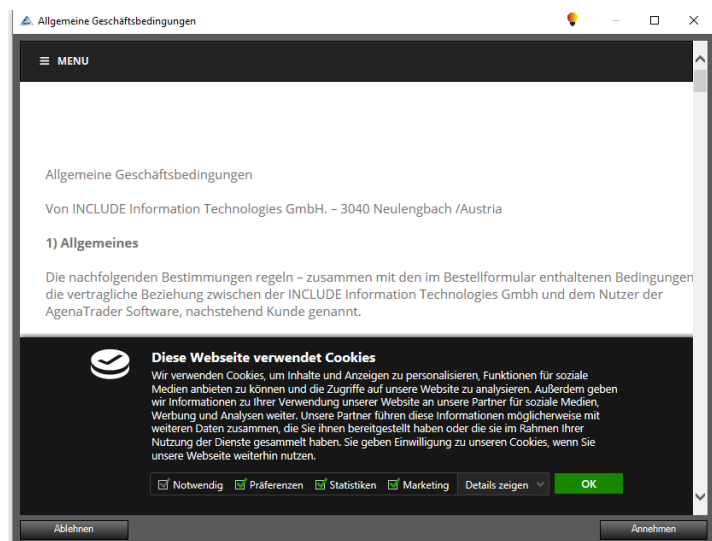 Allgemeine Geschäftsbedingungen
≡ MENU
Allgemeine Geschäftsbedingungen
Von INCLUDE Information Technologies GmbH. – 3040 Neulengbach /Austria
1) Allgemeines
Die nachfolgenden Bestimmungen regeln – zusammen mit den im Bestellformular enthaltenen Bedingungen
die vertragliche Beziehung zwischen der INCLUDE Information Technologies Gmbh und dem Nutzer der
AgenaTrader Software, nachstehend Kunde genannt.
Diese Webseite verwendet Cookies
Wir verwenden Cookies, um Inhalte und Anzeigen zu personalisieren, Funktionen für soziale
Medien anbieten zu können und die Zugriffe auf unsere Website zu analysieren. Außerdem geben
wir Informationen zu Ihrer Verwendung unserer Website an unsere Partner für soziale Medien,
Werbung und Analysen weiter. Unsere Partner führen diese Informationen möglicherweise mit
weiteren Daten zusammen, die Sie ihnen bereitgestellt haben oder die sie im Rahmen Ihrer
Nutzung der Dienste gesammelt haben. Sie geben Einwilligung zu unseren Cookies, wenn Sie
unsere Webseite weiterhin nutzen.
Notwendig Präferenzen Statistiken Marketing Details zeigen OK
Ablehnen Annehmen